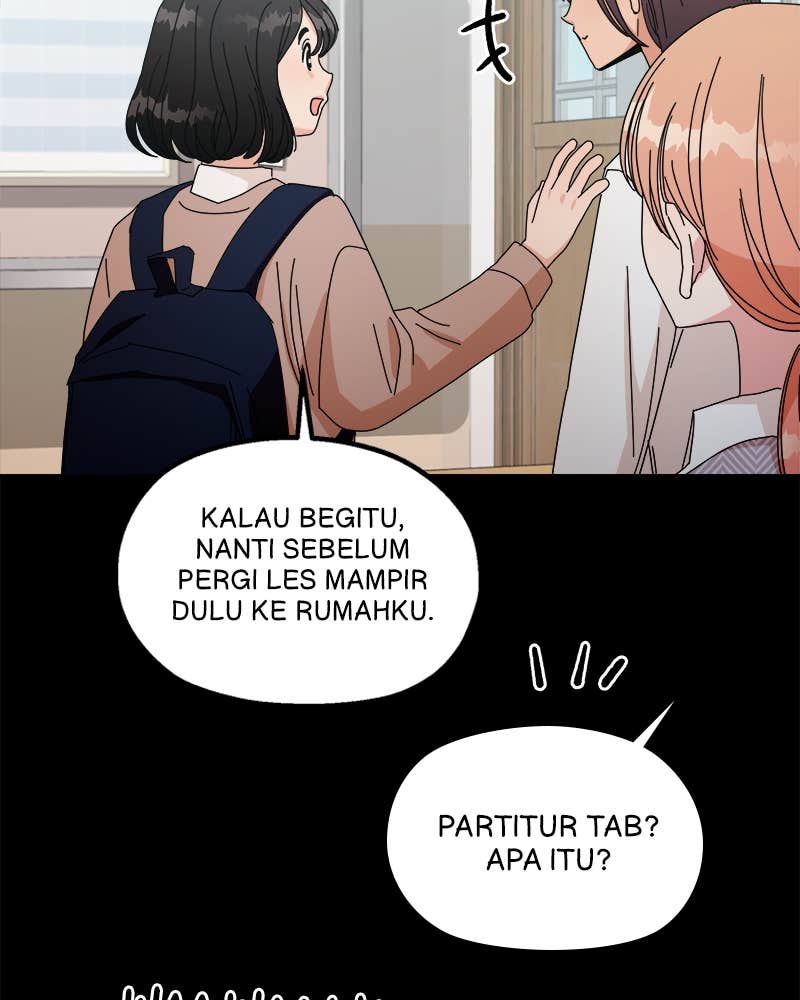 KALAU BEGITU,
NANTI SEBELUM
PERGI LES MAMPIR
DULU KE RUMAHKU.
PARTITUR TAB?
APA ITU?